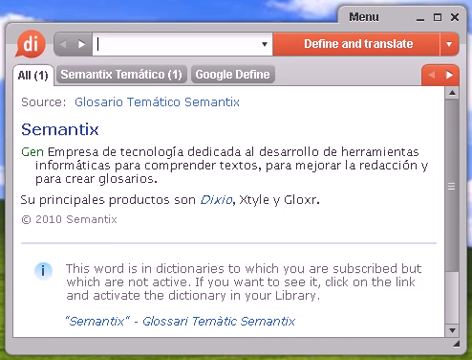 Menu
di
Define and translate
All (1)
Semantix Temático (1)
Google Define
Source: Glosario Temático Semantix
Semantix
Gen Empresa de tecnología dedicada al desarrollo de herramientas
informáticas para comprender textos, para mejorar la redacción y
para crear glosarios.
Su principales productos son Dixio, Xtyle y Gloxr.
© 2010 Semantix
i
This word is in dictionaries to which you are subscribed but
which are not active. If you want to see it, click on the link
and activate the dictionary in your Library.
"Semantix" - Glossari Temàtic Semantix